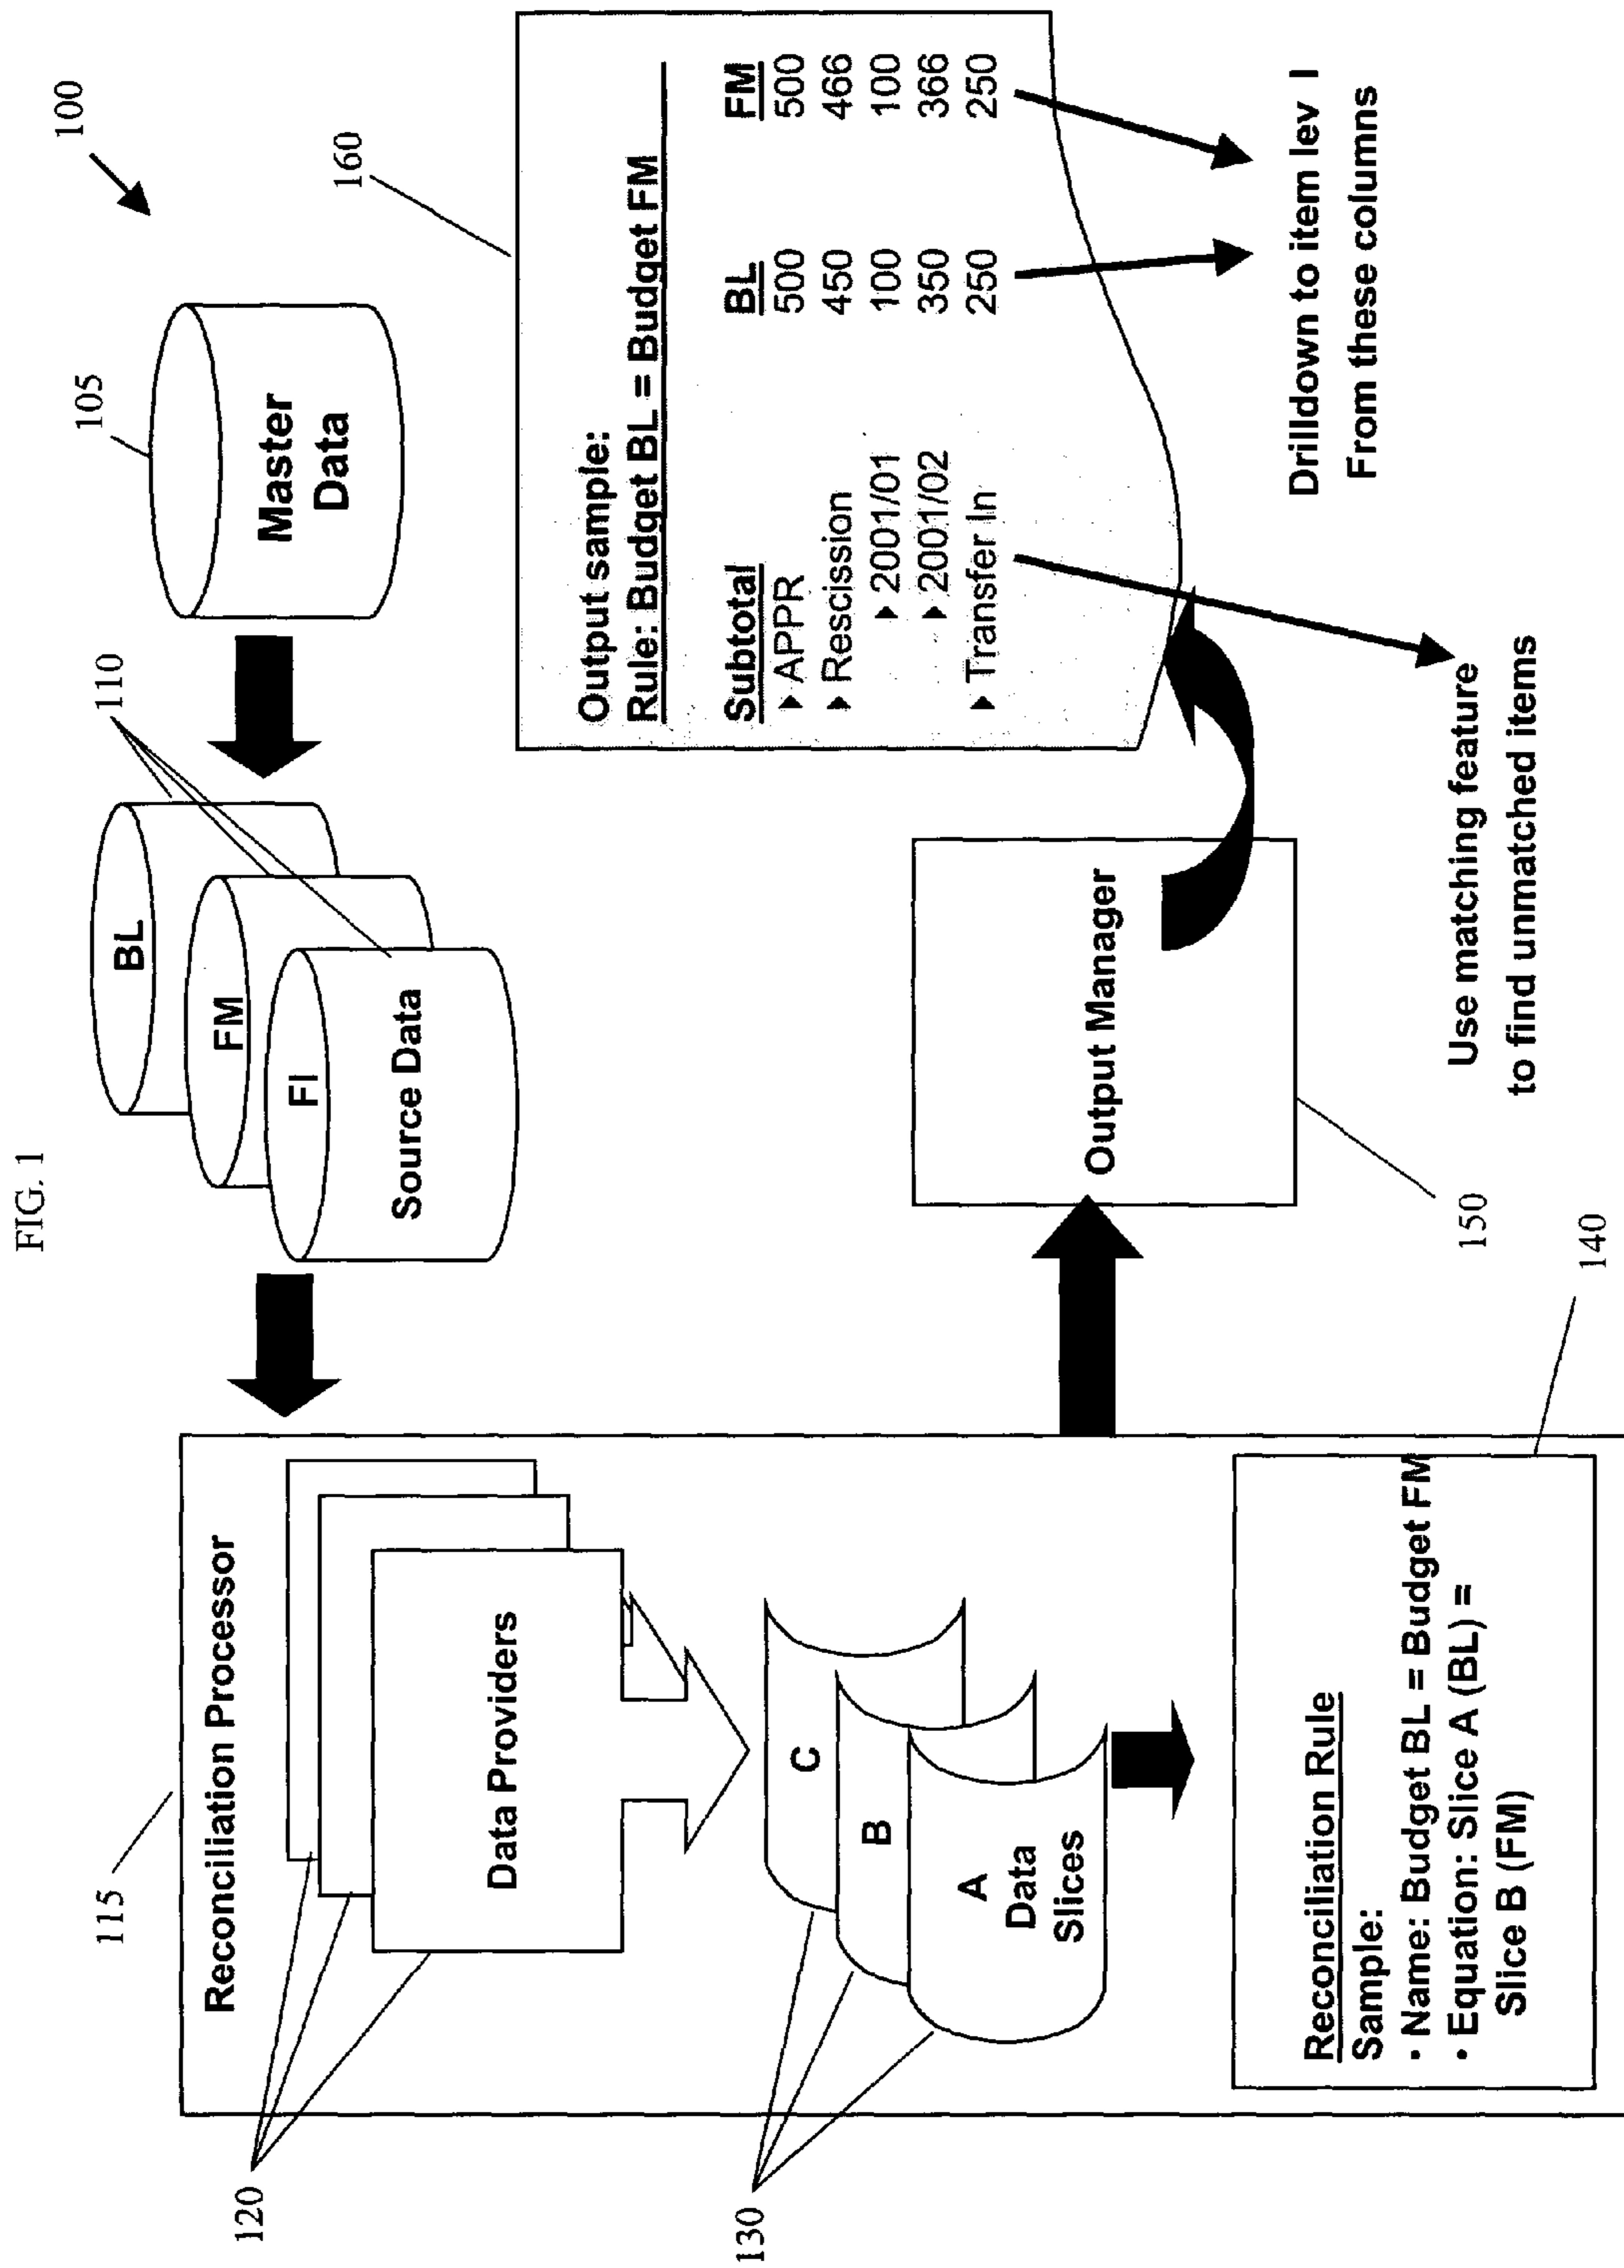 FIG. 1
100
105
Master
Data
110
BL
FM
FI
Source Data
115
Reconciliation Processor
120
Data Providers
130
C
B
A
Data
Slices
140
Reconciliation Rule
Sample:
• Name: Budget BL = Budget FM
• Equation: Slice A (BL) =
Slice B (FM)
150
Output Manager
160
Output sample:
Rule: Budget BL = Budget FM
Subtotal BL FM
APPR 500 500
Rescission 450 466
2001/01 100 100
2001/02 350 366
Transfer In 250 250
Drilldown to item lev l
From these columns
Use matching feature
to find unmatched items